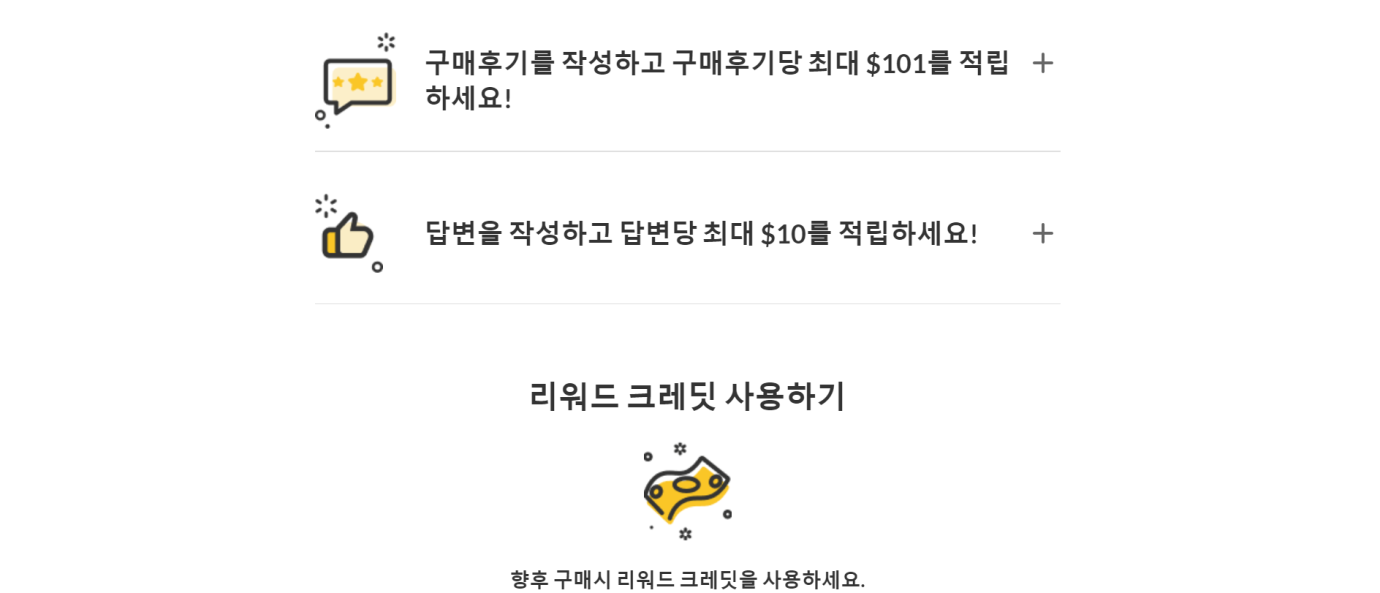 구매후기를 작성하고 구매후기당 최대 $101를 적립
하세요!
답변을 작성하고 답변당 최대 $10를 적립하세요!
리워드 크레딧 사용하기
향후 구매시 리워드 크레딧을 사용하세요.